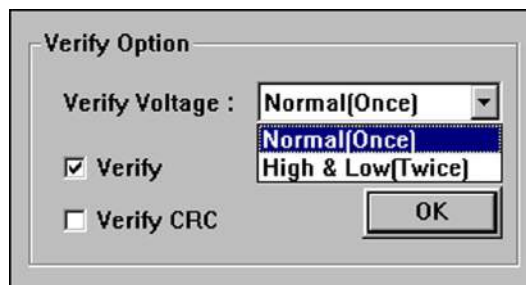 Verify Option
Verify Voltage : Normal(Once)
Normal(Once)
Verify High & Low(Twice)
Verify CRC OK